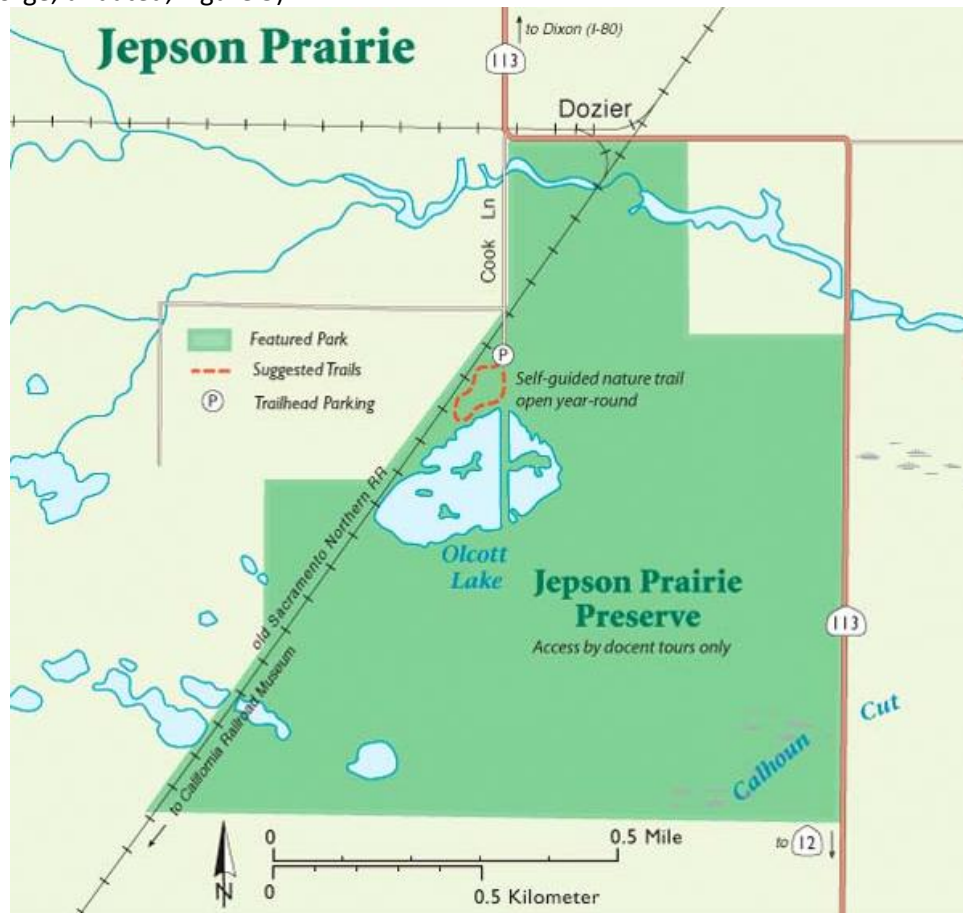 Jepson Prairie
to Dixon (I-80)
113
Dozier
Cook Ln
Featured Park
Suggested Trails
P
Trailhead Parking
P
Self-guided nature trail
open year-round
old Sacramento Northern RR
Olcott
Lake
Jepson Prairie
Preserve
Access by docent tours only
113
to California Railroad Museum
Calhoun Cut
to 12
N
0 0.5 Mile
0 0.5 Kilometer